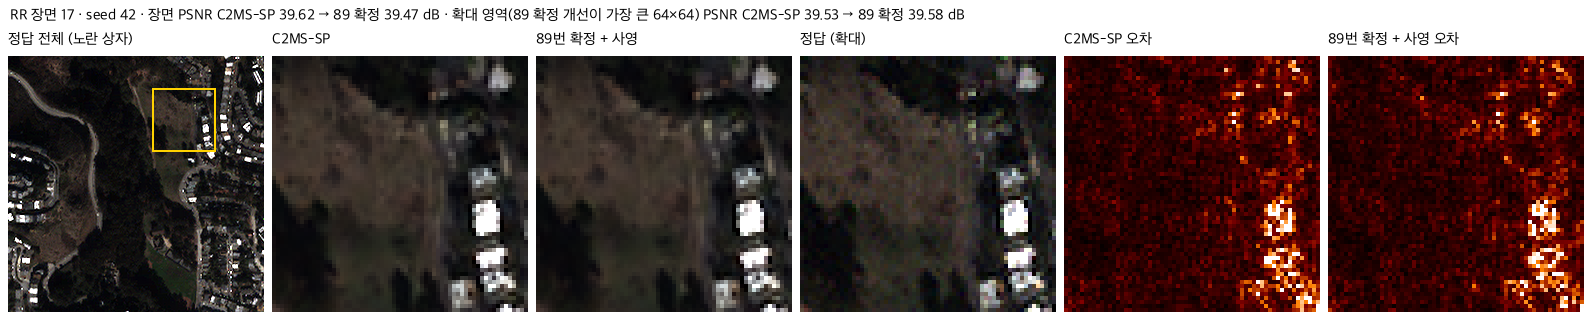 RR 장면 17 · seed 42 · 장면 PSNR C2MS-SP 39.62 → 89 확정 39.47 dB · 확대 영역(89 확정 개선이 가장 큰 64×64) PSNR C2MS-SP 39.53 → 89 확정 39.58 dB
정답 전체 (노란 상자)
C2MS-SP
89번 확정 + 사영
정답 (확대)
C2MS-SP 오차
89번 확정 + 사영 오차